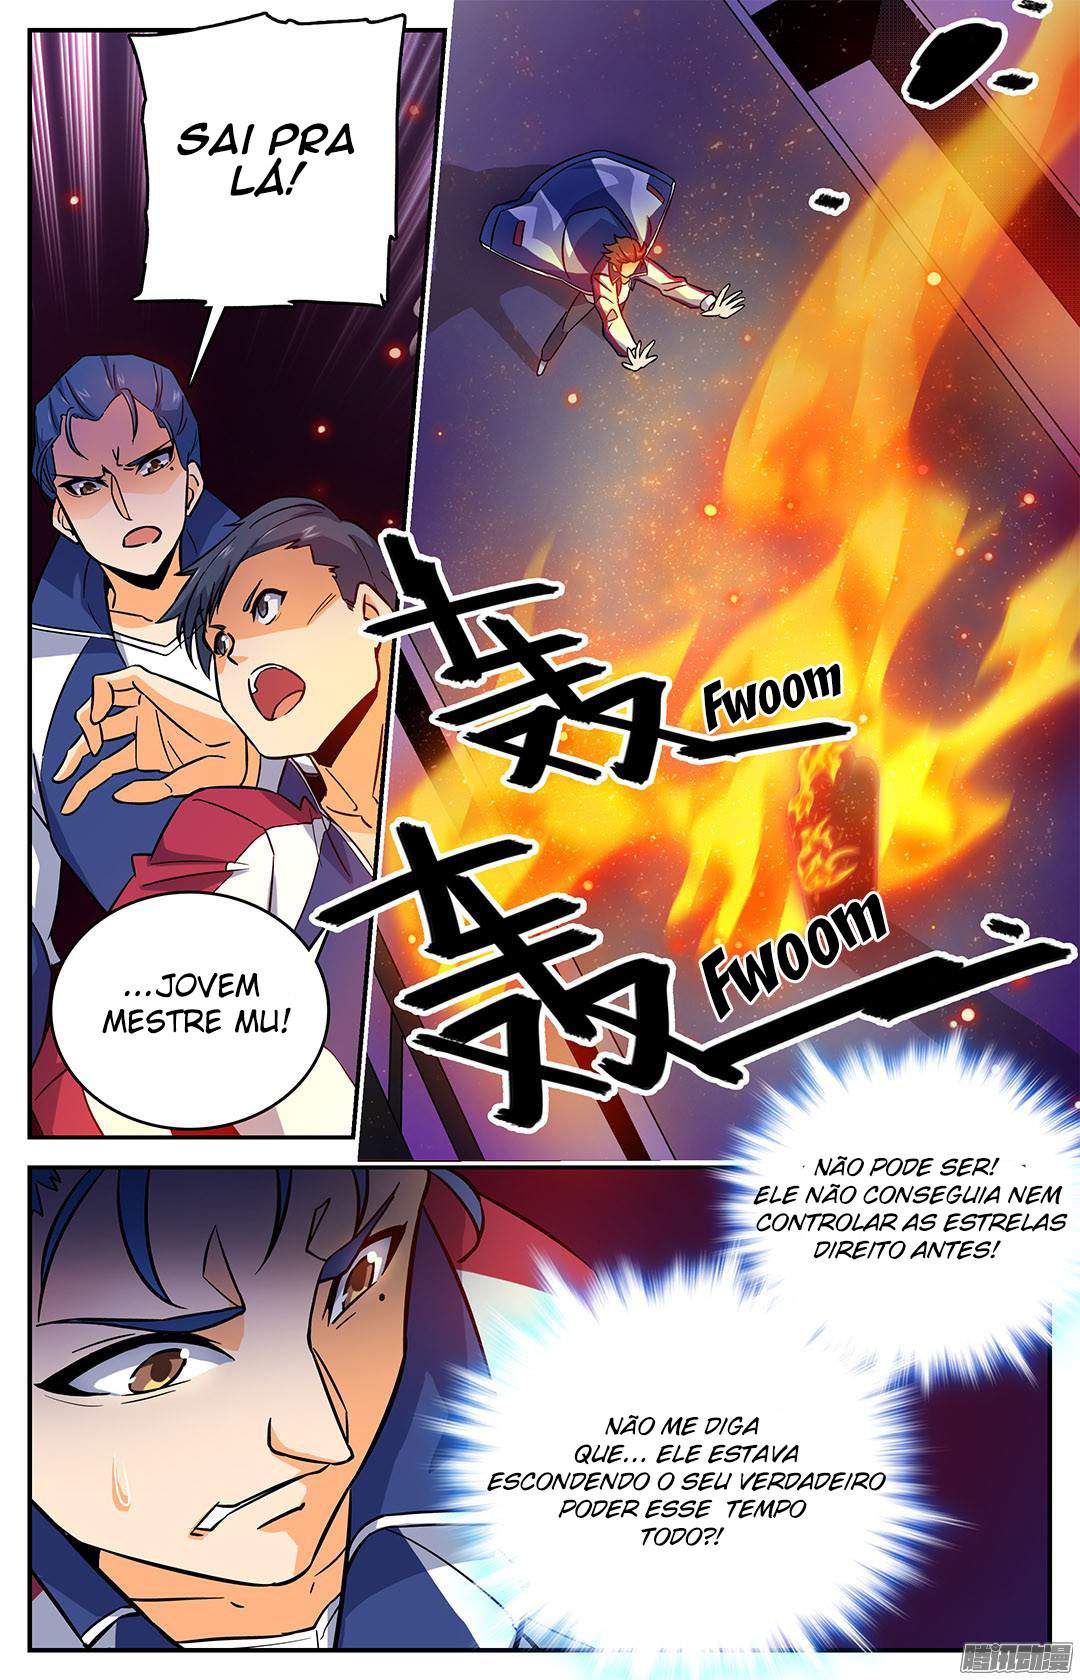 SAI PRA
LÁ!
轰
FWOOM
轰
FWOOM
...JOVEM
MESTRE MU!
NÃO PODE SER!
ELE NÃO CONSEGUIA NEM
CONTROLAR AS ESTRELAS
DIREITO ANTES!
NÃO ME DIGA
QUE... ELE ESTAVA
ESCONDENDO O SEU VERDADEIRO
PODER ESSE TEMPO
TODO?!
腾讯动漫